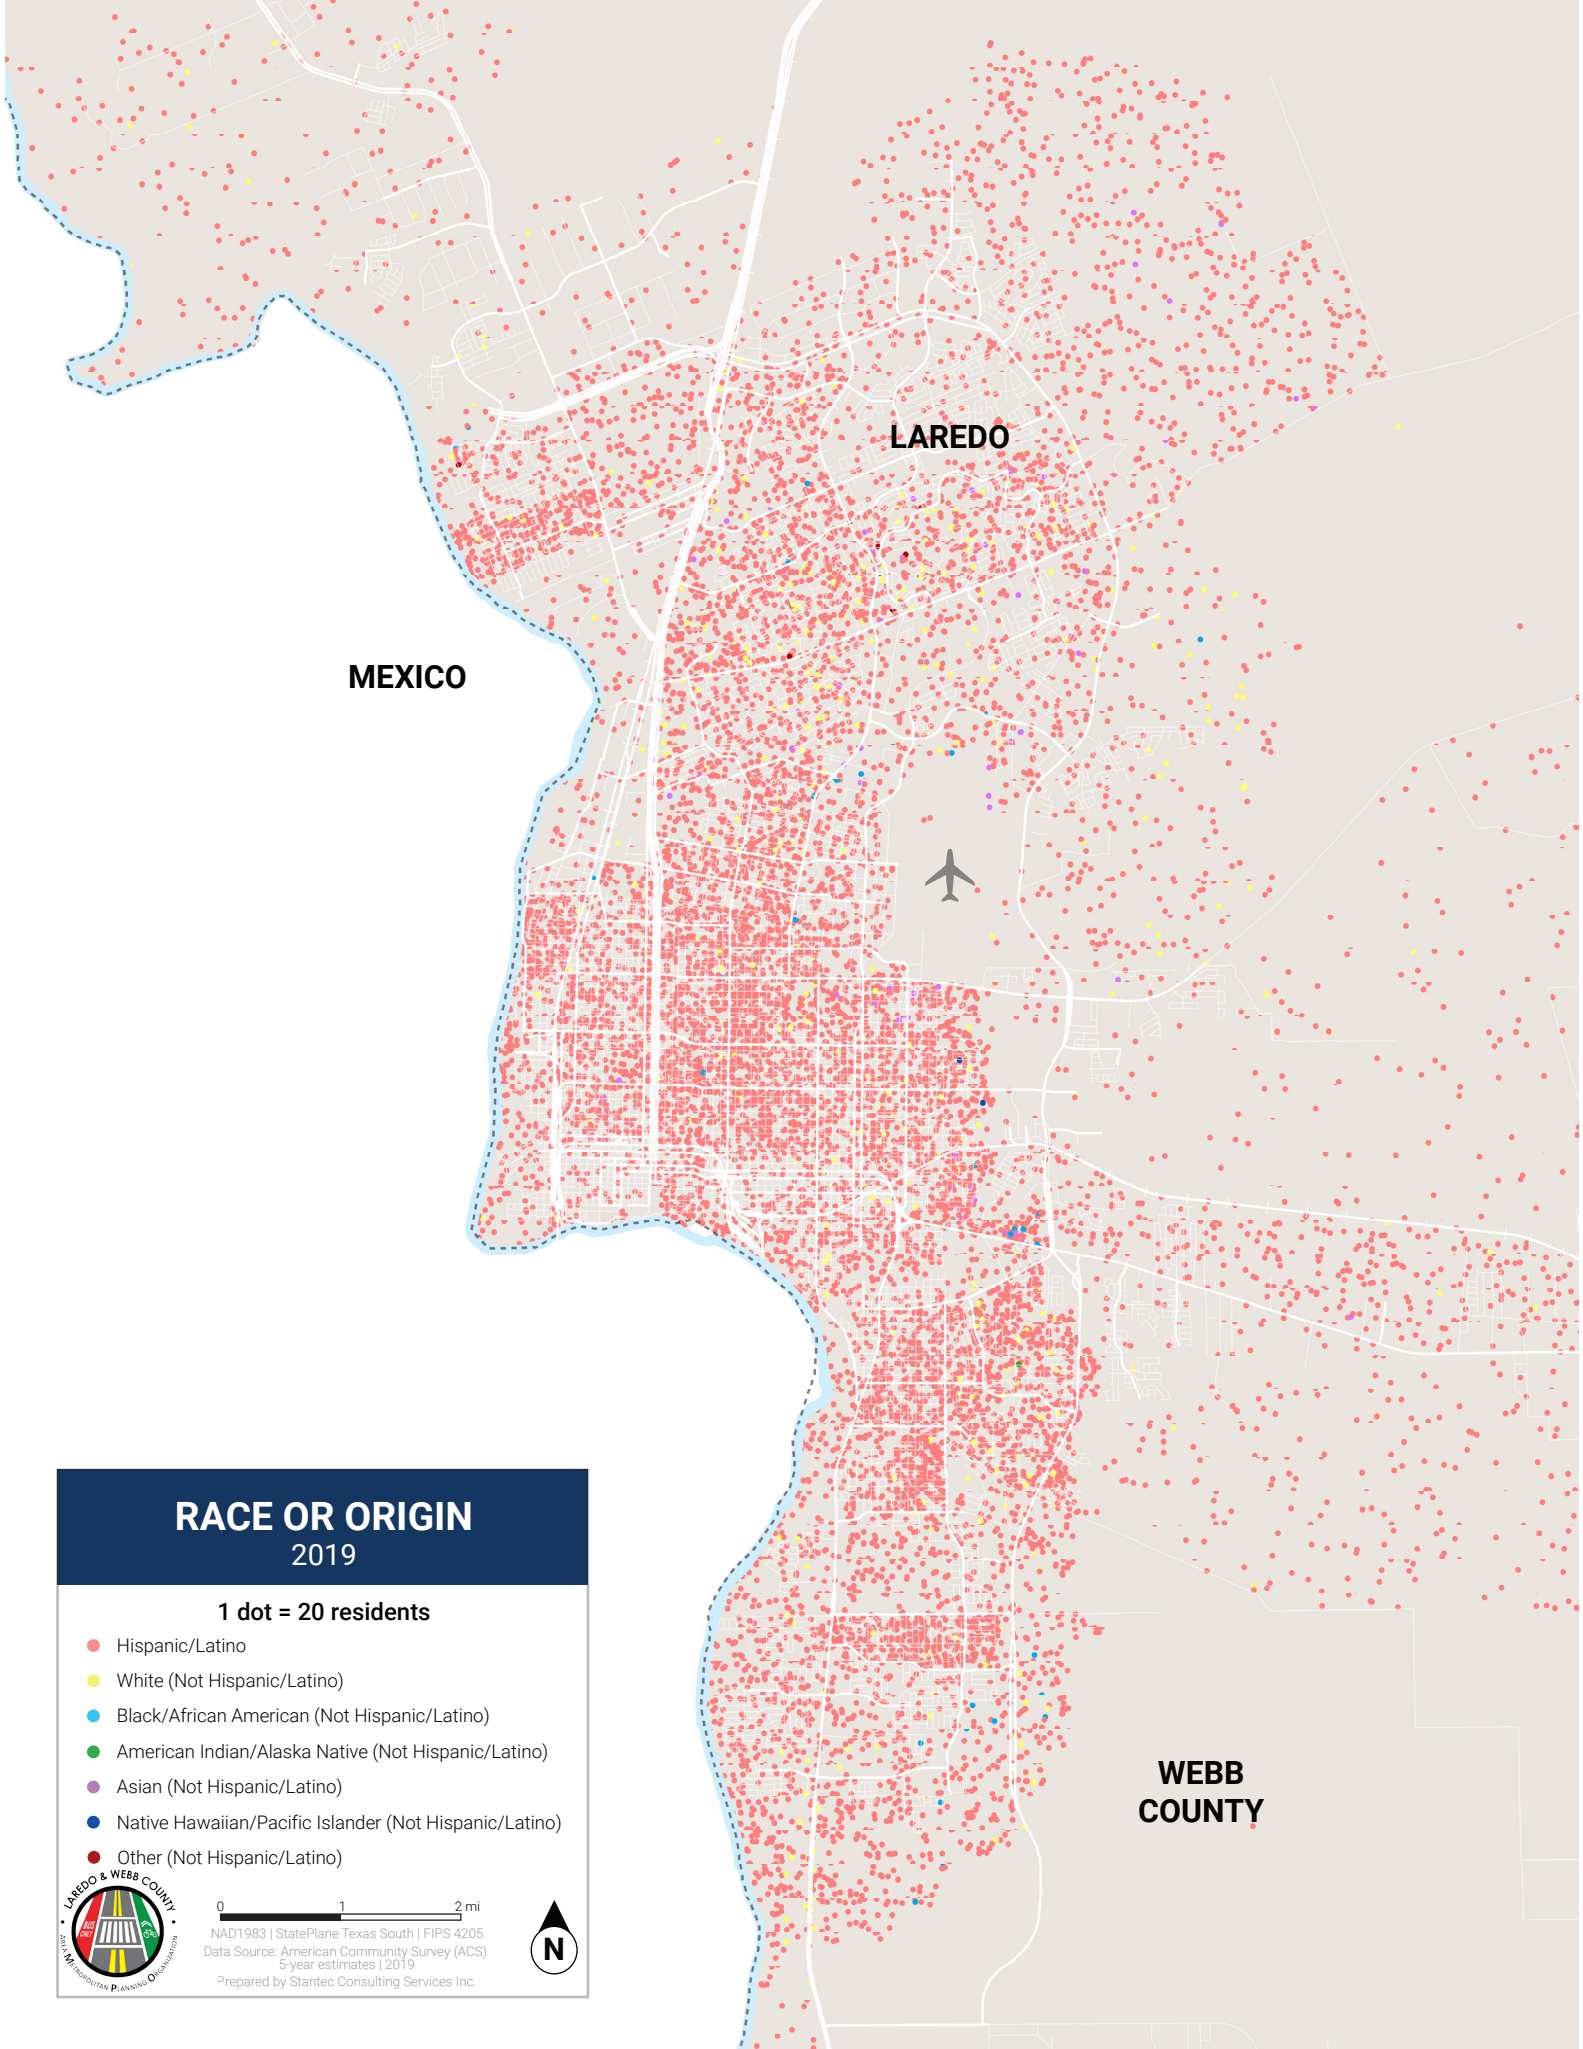 LAREDO
MEXICO
RACE OR ORIGIN
2019
1 dot = 20 residents
Hispanic/Latino
White (Not Hispanic/Latino)
Black/African American (Not Hispanic/Latino)
American Indian/Alaska Native (Not Hispanic/Latino)
Asian (Not Hispanic/Latino)
Native Hawaiian/Pacific Islander (Not Hispanic/Latino)
Other (Not Hispanic/Latino)
WEBB
COUNTY
LAREDO & WEBB COUNTY
BUS
ONLY
AREA METROPOLITAN PLANNING ORGANIZATION
0 1 2 mi
NAD1983 | StatePlane Texas South | FIPS 4205
Data Source: American Community Survey (ACS)
5-year estimates | 2019
Prepared by Stantec Consulting Services Inc.
N